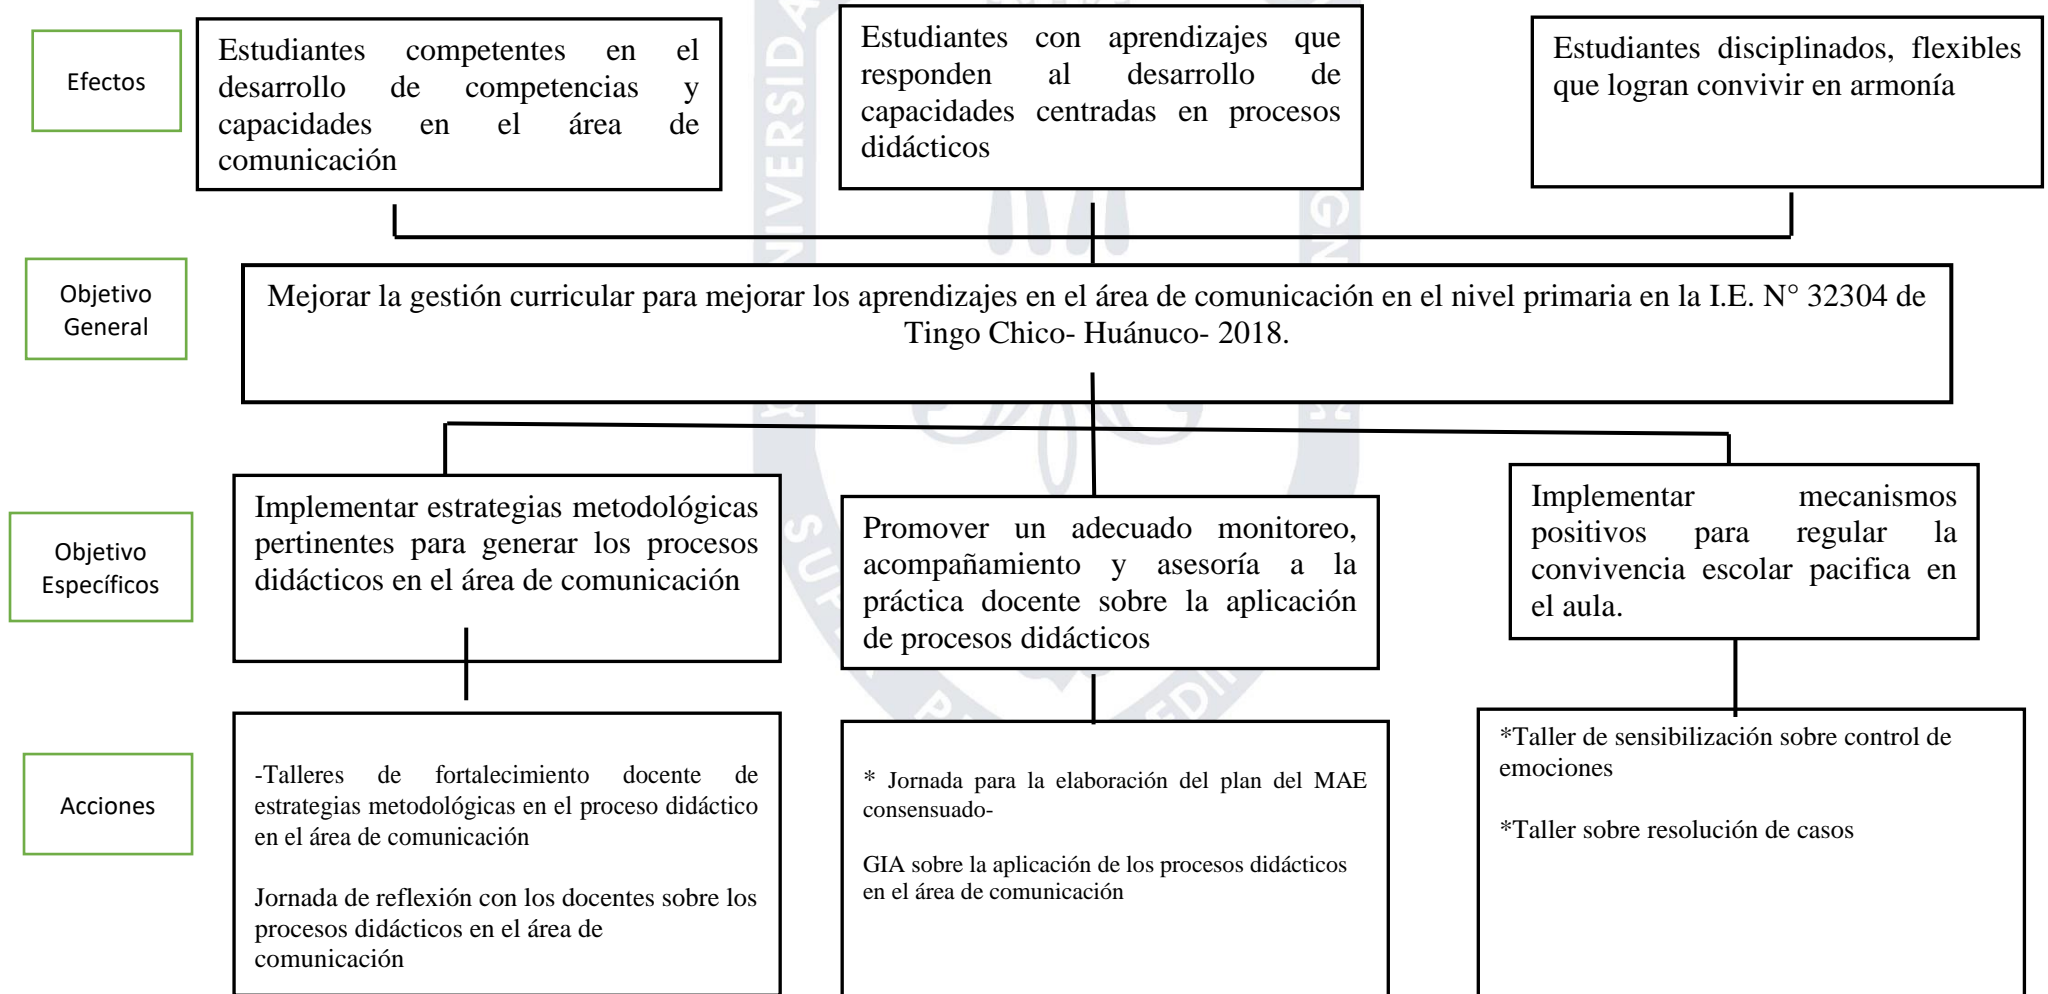 Efectos
Estudiantes competentes en el
desarrollo de competencias y
capacidades en el área de
comunicación
Estudiantes con aprendizajes que
responden al desarrollo de
capacidades centradas en procesos
didácticos
Estudiantes disciplinados, flexibles
que logran convivir en armonía
Objetivo
General
Mejorar la gestión curricular para mejorar los aprendizajes en el área de comunicación en el nivel primaria en la I.E. N° 32304 de
Tingo Chico- Huánuco- 2018.
Objetivo
Específicos
Implementar estrategias metodológicas
pertinentes para generar los procesos
didácticos en el área de comunicación
Promover un adecuado monitoreo,
acompañamiento y asesoría a la
práctica docente sobre la aplicación
de procesos didácticos
Implementar mecanismos
positivos para regular la
convivencia escolar pacifica en
el aula.
Acciones
-Talleres de fortalecimiento docente de
estrategias metodológicas en el proceso didáctico
en el área de comunicación
Jornada de reflexión con los docentes sobre los
procesos didácticos en el área de
comunicación
* Jornada para la elaboración del plan del MAE
consensuado-
GIA sobre la aplicación de los procesos didácticos
en el área de comunicación
*Taller de sensibilización sobre control de
emociones
*Taller sobre resolución de casos